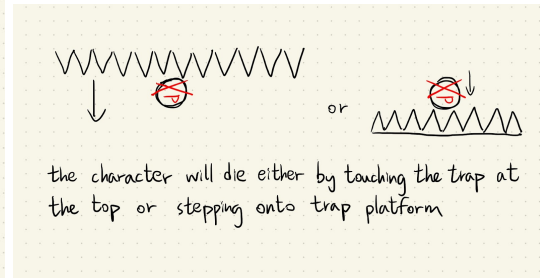 or
the character will die either by touching the trap at
the top or stepping onto trap platform